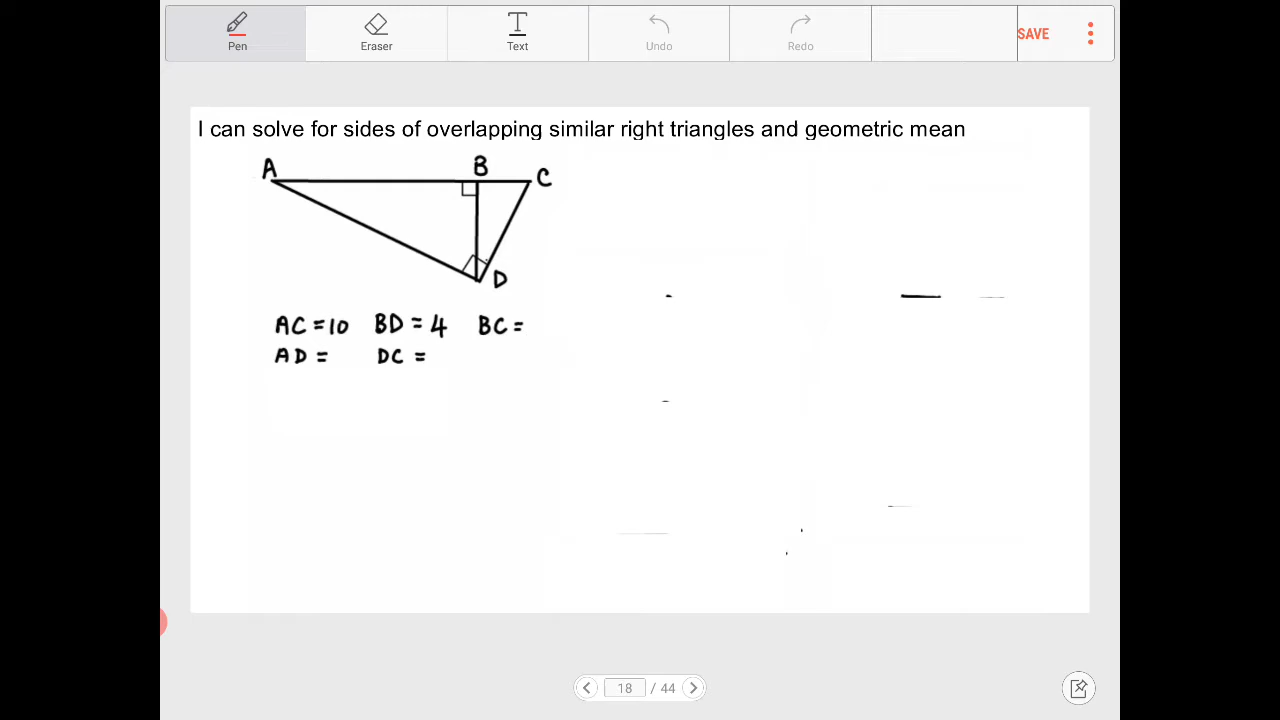 Pen Eraser Text Undo Redo SAVE
I can solve for sides of overlapping similar right triangles and geometric mean
A B C
D
AC = 10 BD = 4 BC =
AD = DC =
18 / 44